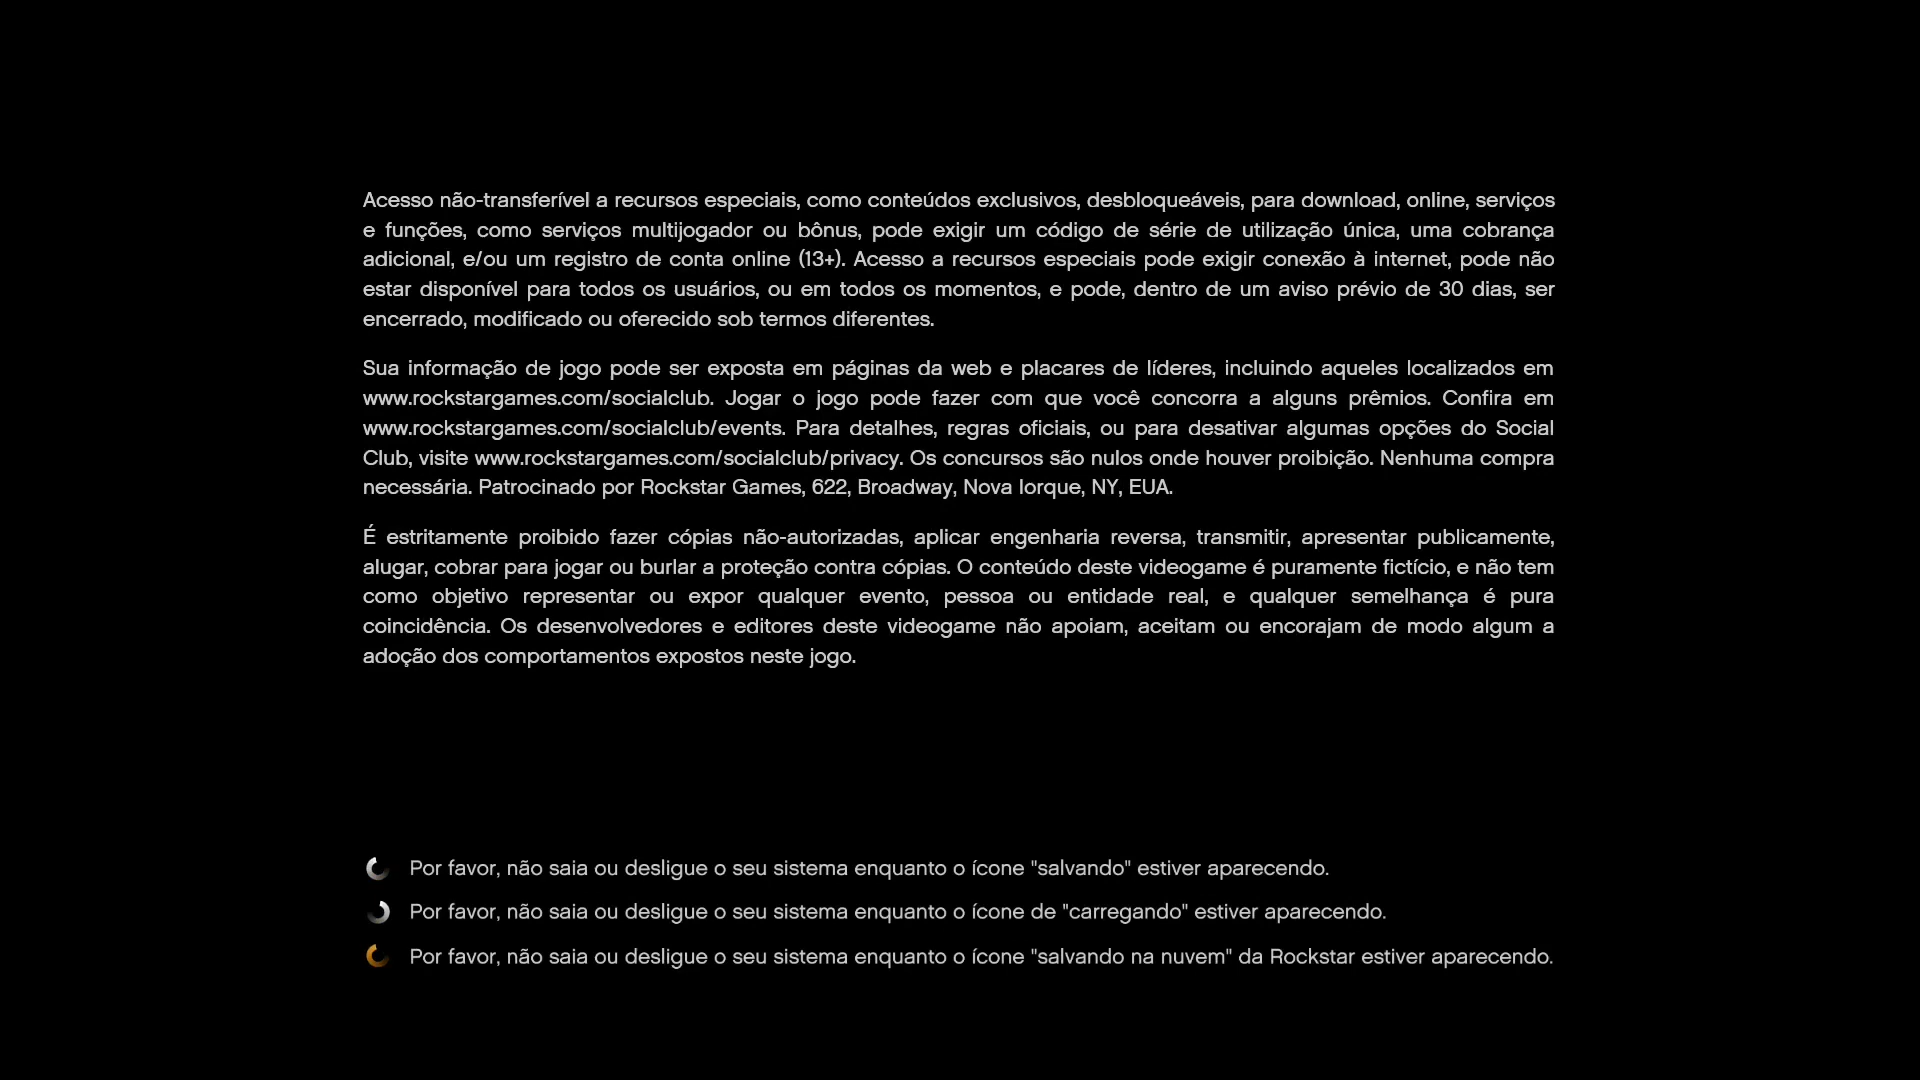 Acesso não-transferível a recursos especiais, como conteúdos exclusivos, desbloqueáveis, para download, online, serviços
e funções, como serviços multijogador ou bônus, pode exigir um código de série de utilização única, uma cobrança
adicional, e/ou um registro de conta online (13+). Acesso a recursos especiais pode exigir conexão à internet, pode não
estar disponível para todos os usuários, ou em todos os momentos, e pode, dentro de um aviso prévio de 30 dias, ser
encerrado, modificado ou oferecido sob termos diferentes.
Sua informação de jogo pode ser exposta em páginas da web e placares de líderes, incluindo aqueles localizados em
www.rockstargames.com/socialclub. Jogar o jogo pode fazer com que você concorra a alguns prêmios. Confira em
www.rockstargames.com/socialclub/events. Para detalhes, regras oficiais, ou para desativar algumas opções do Social
Club, visite www.rockstargames.com/socialclub/privacy. Os concursos são nulos onde houver proibição. Nenhuma compra
necessária. Patrocinado por Rockstar Games, 622, Broadway, Nova Iorque, NY, EUA.
É estritamente proibido fazer cópias não-autorizadas, aplicar engenharia reversa, transmitir, apresentar publicamente,
alugar, cobrar para jogar ou burlar a proteção contra cópias. O conteúdo deste videogame é puramente fictício, e não tem
como objetivo representar ou expor qualquer evento, pessoa ou entidade real, e qualquer semelhança é pura
coincidência. Os desenvolvedores e editores deste videogame não apoiam, aceitam ou encorajam de modo algum a
adoção dos comportamentos expostos neste jogo.
Por favor, não saia ou desligue o seu sistema enquanto o ícone "salvando" estiver aparecendo.
Por favor, não saia ou desligue o seu sistema enquanto o ícone de "carregando" estiver aparecendo.
Por favor, não saia ou desligue o seu sistema enquanto o ícone "salvando na nuvem" da Rockstar estiver aparecendo.